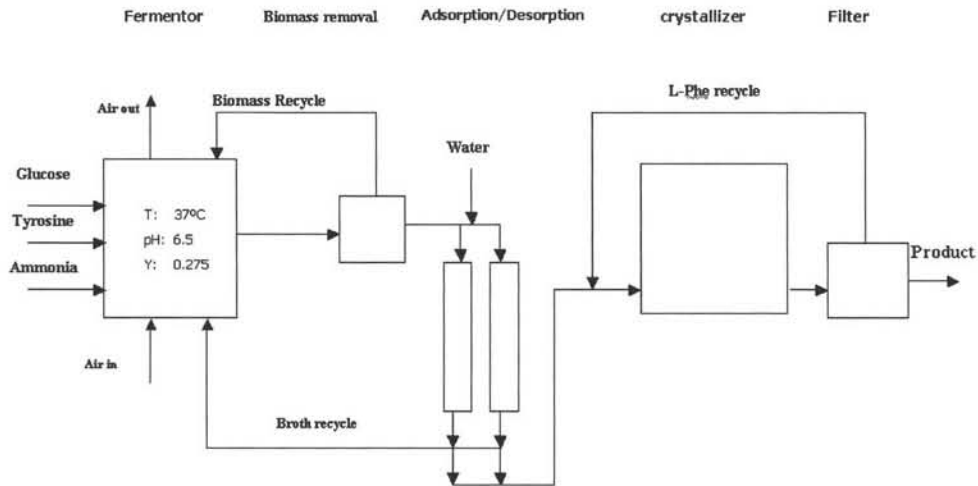 Fermentor
Biomass removal
Adsorption/Desorption
crystallizer
Filter
Air out
Biomass Recycle
L-Phe recycle
Water
Glucose
Tyrosine
Ammonia
T: 37ºC
pH: 6.5
Y: 0.275
Product
Air in
Broth recycle